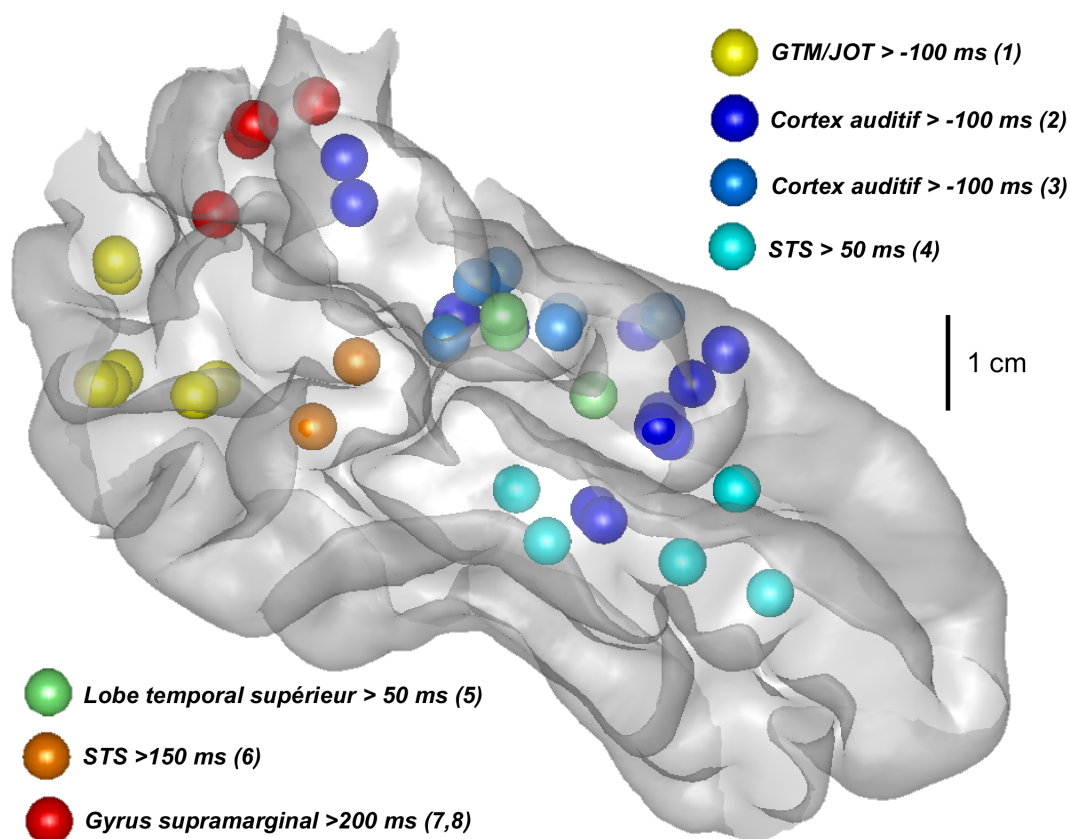 GTM/JOT > -100 ms (1)
Cortex auditif > -100 ms (2)
Cortex auditif > -100 ms (3)
STS > 50 ms (4)
1 cm
Lobe temporal supérieur > 50 ms (5)
STS >150 ms (6)
Gyrus supramarginal >200 ms (7,8)